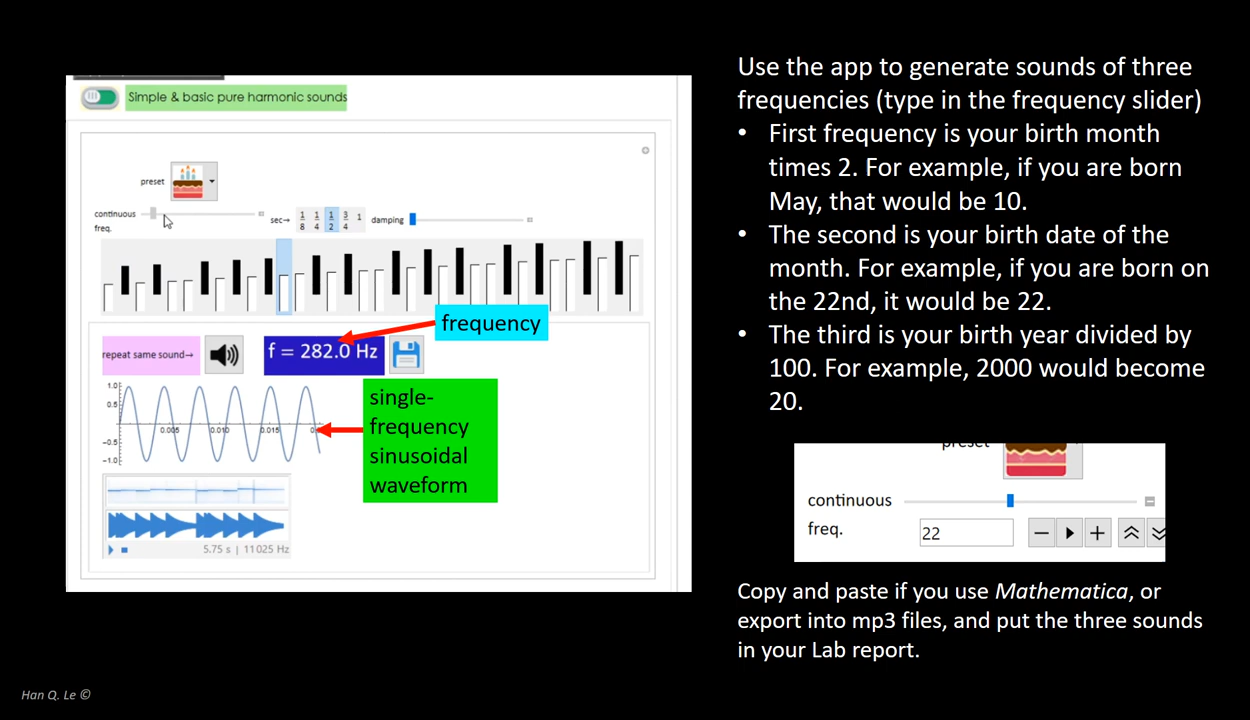 Simple & basic pure harmonic sounds
preset
continuous
freq.
sec→
1/8 1/4 1/2 3/4 1
damping
frequency
repeat same sound→
f = 282.0 Hz
1.0
0.5
0.005
0.010
0.015
-0.5
-1.0
single-
frequency
sinusoidal
waveform
5.75 s | 11025 Hz
Use the app to generate sounds of three
frequencies (type in the frequency slider)
• First frequency is your birth month
times 2. For example, if you are born
May, that would be 10.
• The second is your birth date of the
month. For example, if you are born on
the 22nd, it would be 22.
• The third is your birth year divided by
100. For example, 2000 would become
20.
preset
continuous
freq.
22
Copy and paste if you use Mathematica, or
export into mp3 files, and put the three sounds
in your Lab report.
Han Q. Le ©